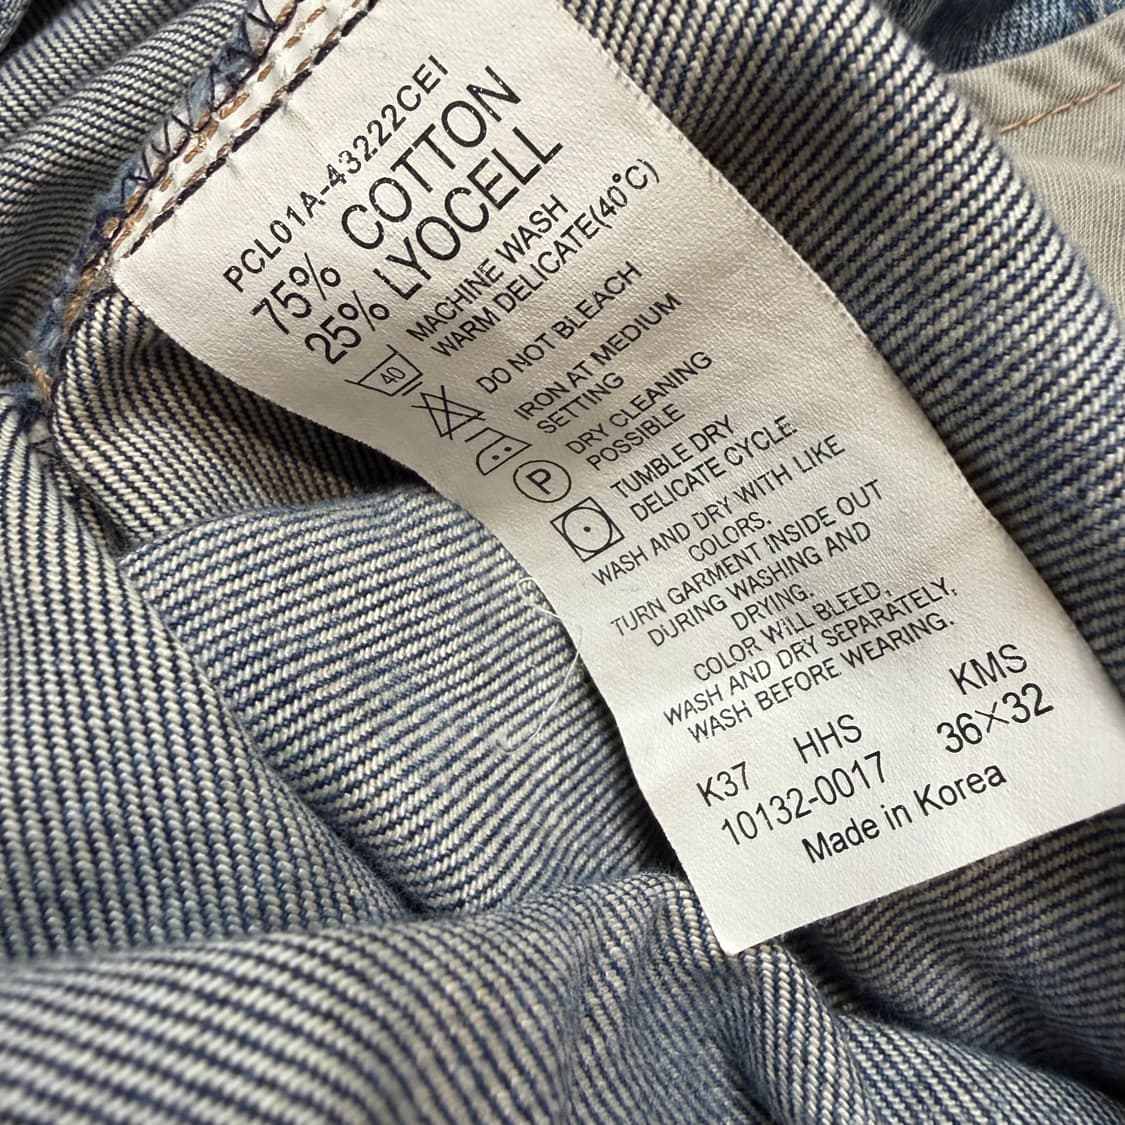 PCL01A-43222CEI
75% COTTON
25% LYOCELL
MACHINE WASH
WARM DELICATE(40°C)
40
DO NOT BLEACH
IRON AT MEDIUM
SETTING
DRY CLEANING
POSSIBLE
P
TUMBLE DRY
DELICATE CYCLE.
WASH AND DRY WITH LIKE
COLORS.
TURN GARMENT INSIDE OUT
DURING WASHING AND
DRYING.
COLOR WILL BLEED,
WASH AND DRY SEPARATELY,
WASH BEFORE WEARING.
K37 HHS KMS
10132-0017 36×32
Made in Korea